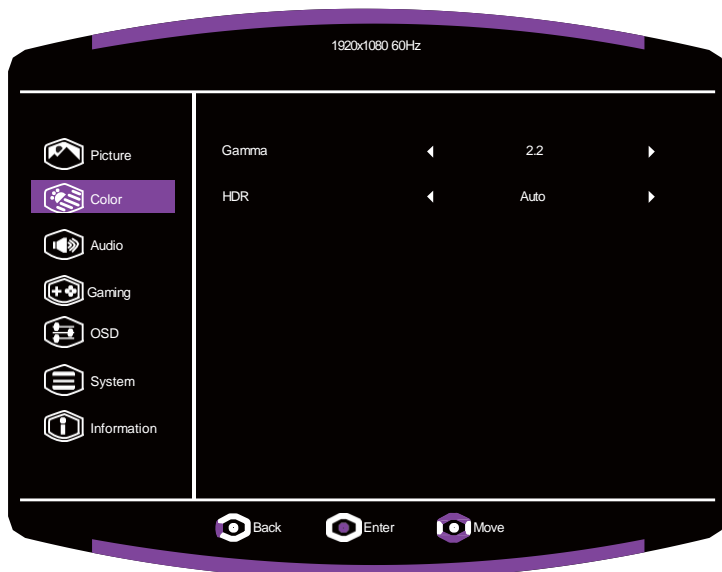 1920x1080 60Hz
Picture
Color
Audio
Gaming
OSD
System
Information
Gamma 2.2
HDR Auto
Back Enter Move